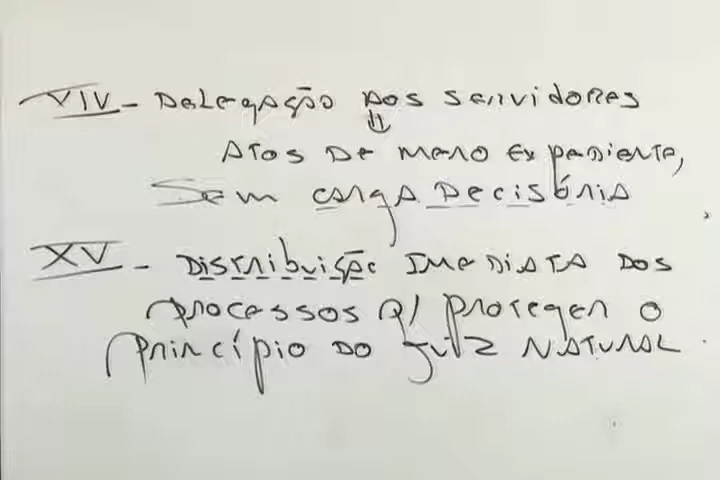 VIV - Delegação aos servidores
⇓
Atos de mero expediente,
Sem carga decisória
XV - Distribuição imediata dos
processos p/ proteger o
princípio do juiz NATURAL.